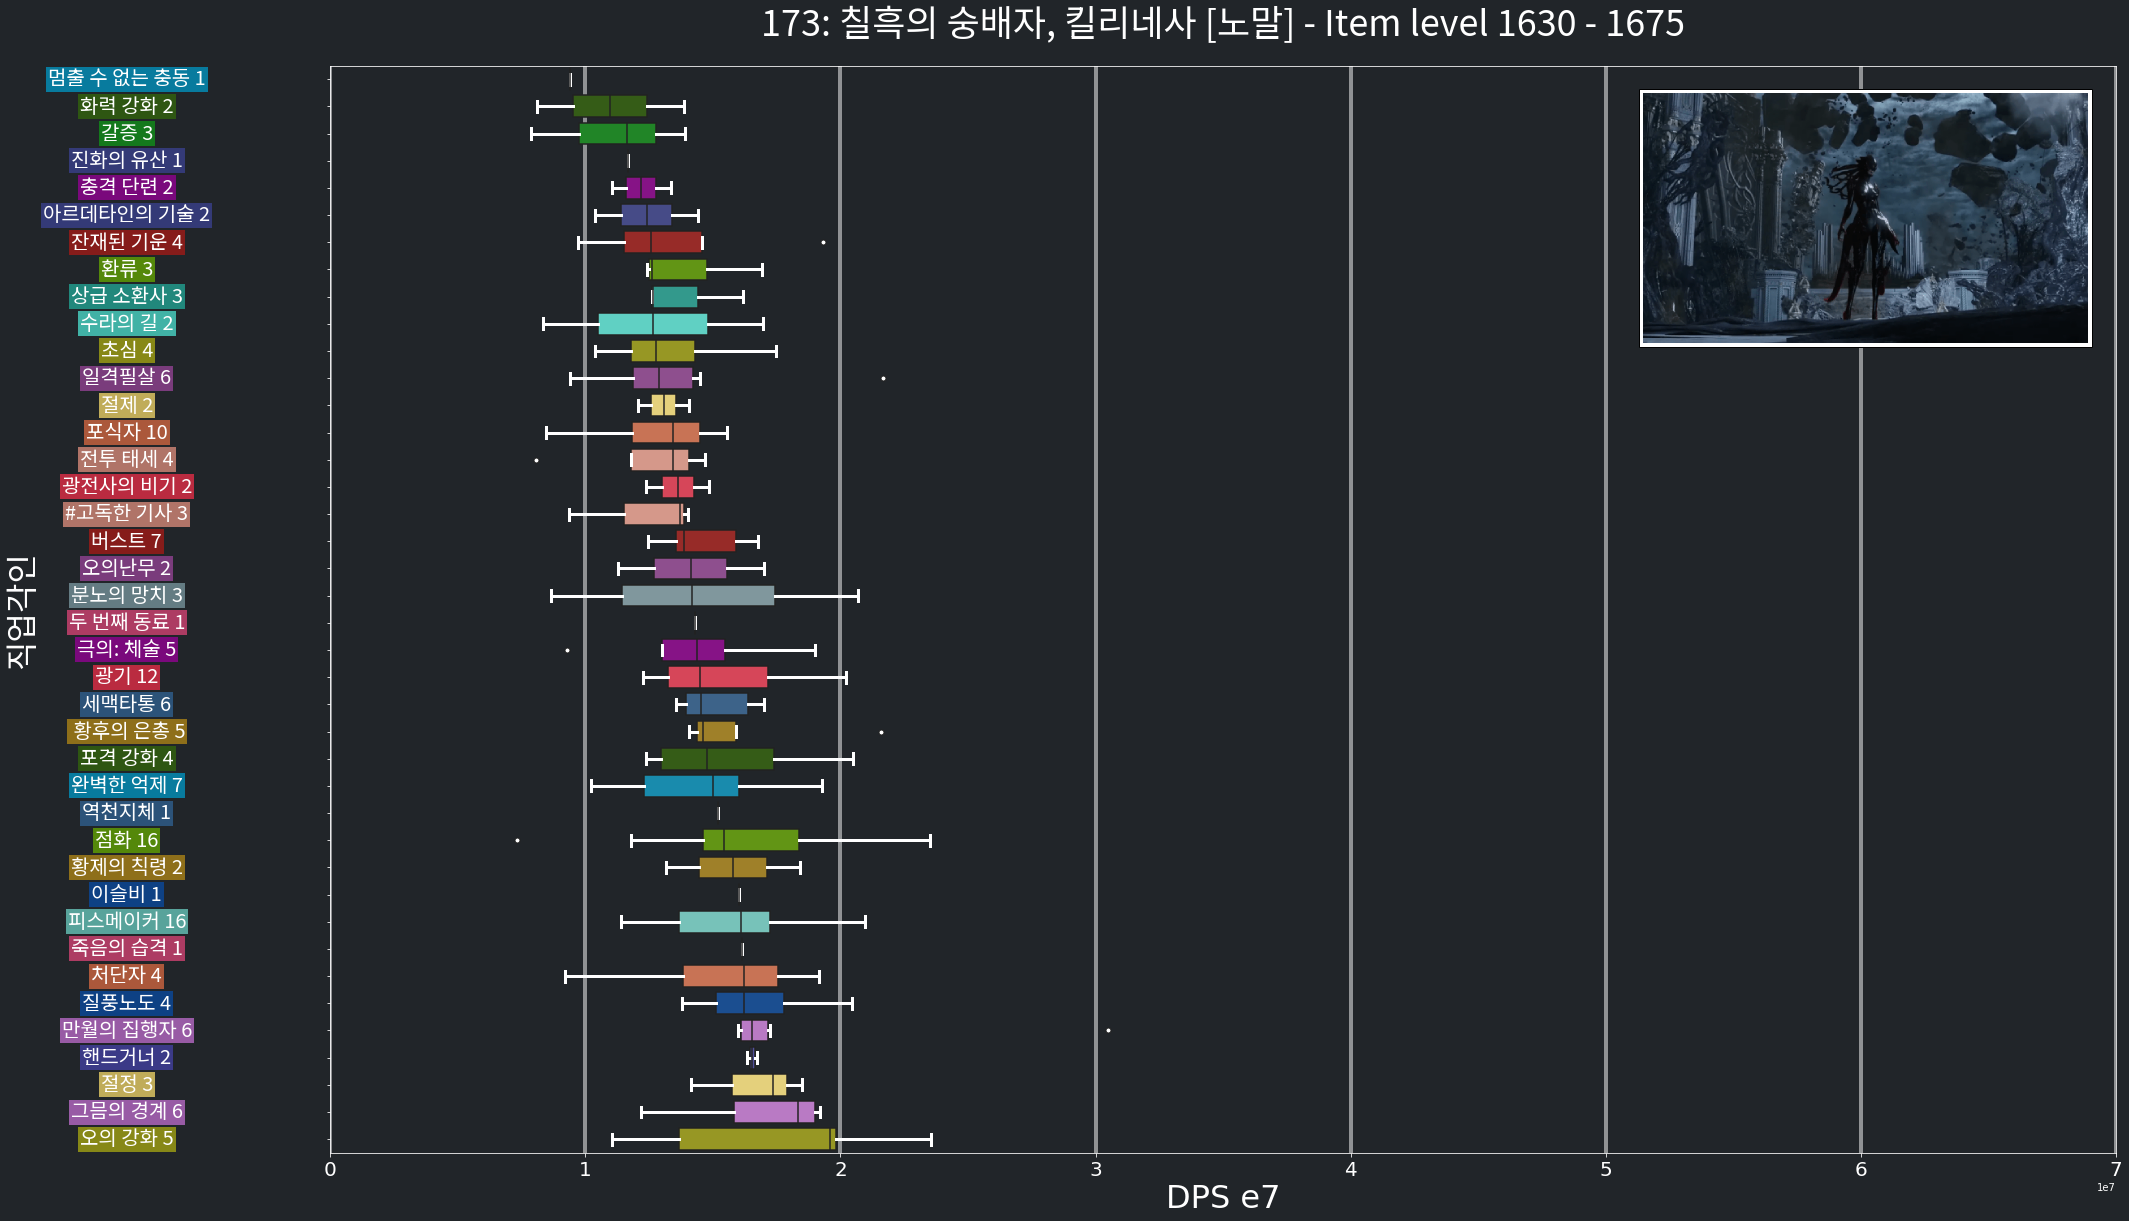 173: 칠흑의 숭배자, 킬리네사 [노말] - Item level 1630 - 1675
멈출 수 없는 충동 1
화력 강화 2
갈증 3
진화의 유산 1
충격 단련 2
아르데타인의 기술 2
잔재된 기운 4
환류 3
상급 소환사 3
수라의 길 2
초심 4
일격필살 6
절제 2
포식자 10
전투 태세 4
광전사의 비기 2
#고독한 기사 3
버스트 7
오의난무 2
분노의 망치 3
두 번째 동료 1
극의: 체술 5
광기 12
세맥타통 6
황후의 은총 5
포격 강화 4
완벽한 억제 7
역천지체 1
점화 16
황제의 칙령 2
이슬비 1
피스메이커 16
죽음의 습격 1
처단자 4
질풍노도 4
만월의 집행자 6
핸드거너 2
절정 3
그믐의 경계 6
오의 강화 5
직업각인
0 1 2 3 4 5 6 7
1e7
DPS e7